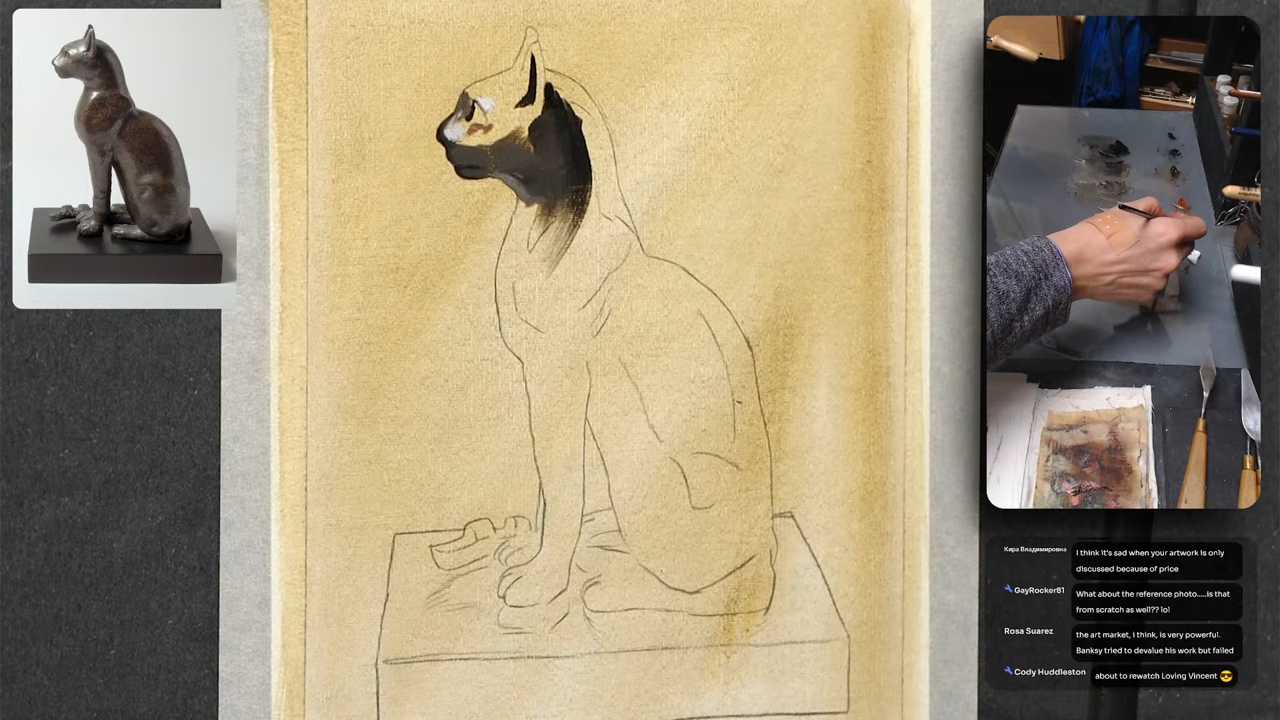 Кира Владимировна
I think it's sad when your artwork is only
discussed because of price
GayRocker81
What about the reference photo.....is that
from scratch as well?? lol
Rosa Suarez
the art market, i think, is very powerful.
Banksy tried to devalue his work but failed
Cody Huddleston
about to rewatch Loving Vincent 😎